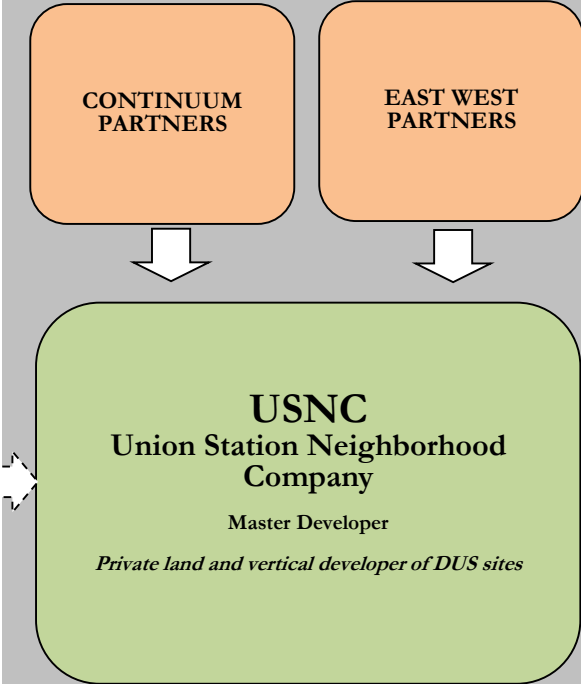 CONTINUUM
PARTNERS
EAST WEST
PARTNERS
USNC
Union Station Neighborhood
Company
Master Developer
Private land and vertical developer of DUS sites